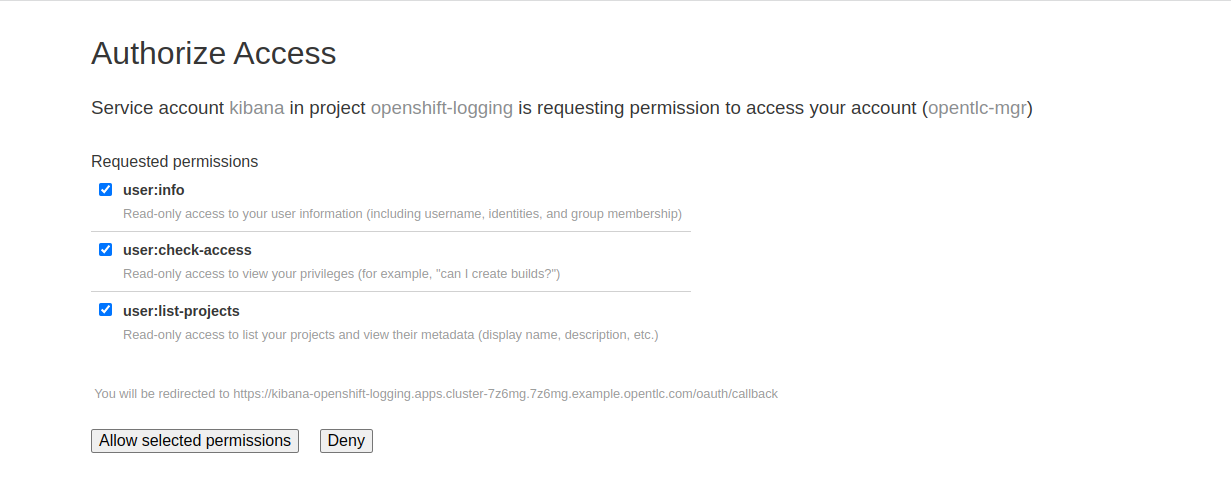 Authorize Access
Service account kibana in project openshift-logging is requesting permission to access your account (opentlc-mgr)
Requested permissions
user:info
Read-only access to your user information (including username, identities, and group membership)
user:check-access
Read-only access to view your privileges (for example, "can I create builds?")
user:list-projects
Read-only access to list your projects and view their metadata (display name, description, etc.)
You will be redirected to https://kibana-openshift-logging.apps.cluster-7z6mg.7z6mg.example.opentlc.com/oauth/callback
Allow selected permissions Deny